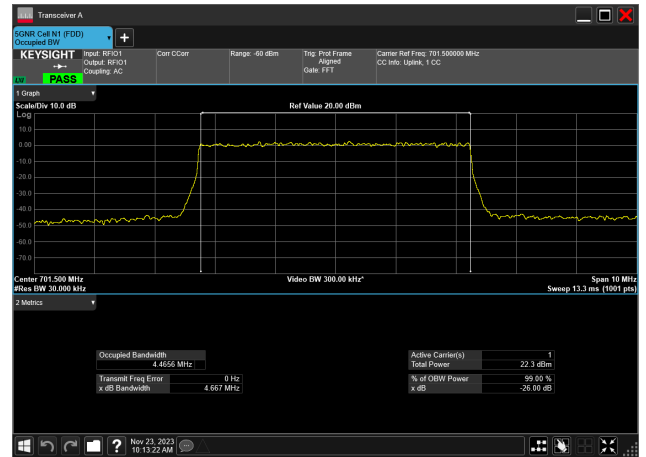 Transceiver A
5GNR Cell N1 (FDD)
Occupied BW
+
KEYSIGHT
LXI PASS
Input: RFIO1
Output: RFIO1
Coupling: AC
Corr CCorr
Range: -60 dBm
Trig: Prot Frame
Aligned
Gate: FFT
Carrier Ref Freq: 701.500000 MHz
CC Info: Uplink, 1 CC
1 Graph
Scale/Div 10.0 dB
Ref Value 20.00 dBm
Log
10.0
0.00
-10.0
-20.0
-30.0
-40.0
-50.0
-60.0
-70.0
Center 701.500 MHz
Video BW 300.00 kHz*
Span 10 MHz
#Res BW 30.000 kHz
Sweep 13.3 ms (1001 pts)
2 Metrics
Occupied Bandwidth
4.4656 MHz
Transmit Freq Error 0 Hz
x dB Bandwidth 4.667 MHz
Active Carrier(s) 1
Total Power 22.3 dBm
% of OBW Power 99.00 %
x dB -26.00 dB
?
Nov 23, 2023
10:13:22 AM